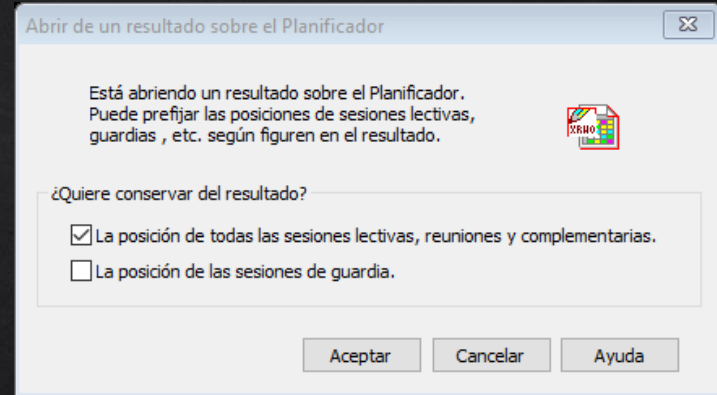 Abrir de un resultado sobre el Planificador
Está abriendo un resultado sobre el Planificador.
Puede prefijar las posiciones de sesiones lectivas,
guardias , etc. según figuren en el resultado.
XRHO
¿Quiere conservar del resultado?
La posición de todas las sesiones lectivas, reuniones y complementarias.
La posición de las sesiones de guardia.
Aceptar Cancelar Ayuda